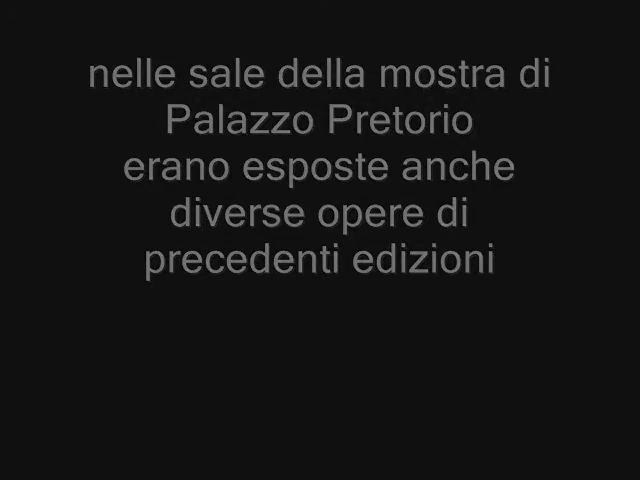 nelle sale della mostra di
Palazzo Pretorio
erano esposte anche
diverse opere di
precedenti edizioni